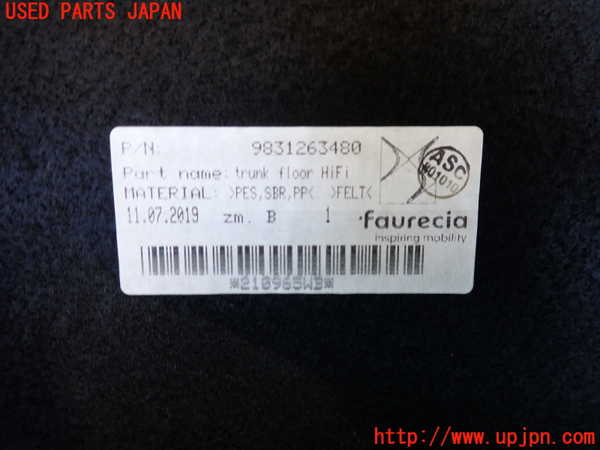 USED PARTS JAPAN
P/N: 9831263480
Part name: trunk floor HiFi
MATERIAL: >PES,SBR,PP< >FELT<
ASC
11.07.2019 zm. B 1
faurecia
inspiring mobility
*210965WB*
http://www.upjpn.com/